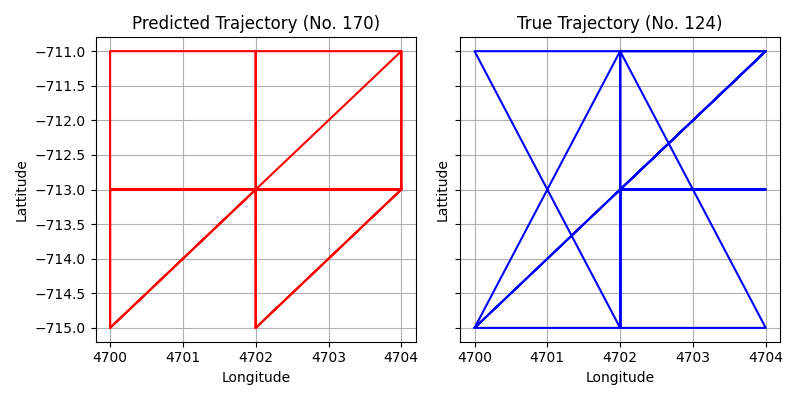 Predicted Trajectory (No. 170)
True Trajectory (No. 124)
−711.0
−711.5
−712.0
−712.5
−713.0
−713.5
−714.0
−714.5
−715.0
Lattitude
Lattitude
4700 4701 4702 4703 4704
4700 4701 4702 4703 4704
Longitude
Longitude